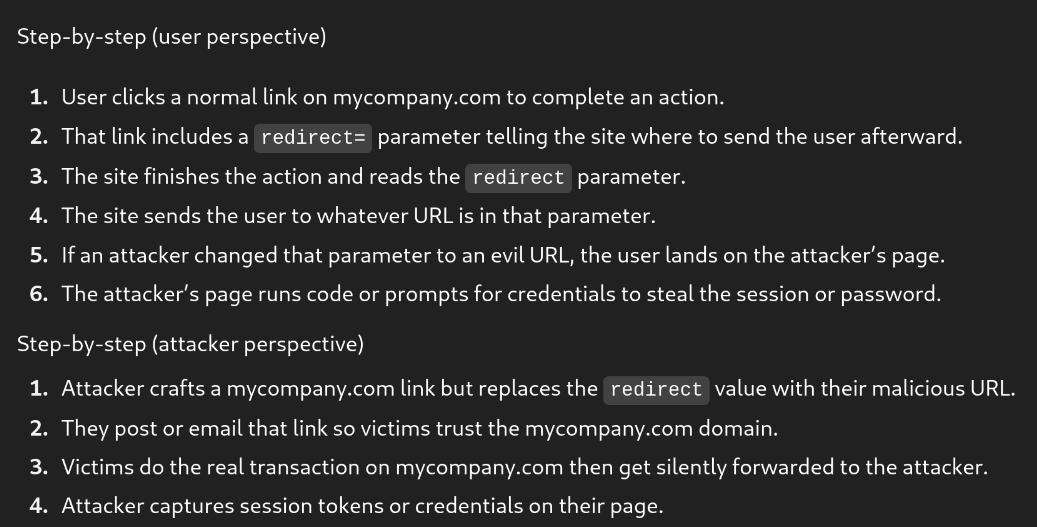 Step-by-step (user perspective)
1. User clicks a normal link on mycompany.com to complete an action.
2. That link includes a redirect= parameter telling the site where to send the user afterward.
3. The site finishes the action and reads the redirect parameter.
4. The site sends the user to whatever URL is in that parameter.
5. If an attacker changed that parameter to an evil URL, the user lands on the attacker’s page.
6. The attacker’s page runs code or prompts for credentials to steal the session or password.
Step-by-step (attacker perspective)
1. Attacker crafts a mycompany.com link but replaces the redirect value with their malicious URL.
2. They post or email that link so victims trust the mycompany.com domain.
3. Victims do the real transaction on mycompany.com then get silently forwarded to the attacker.
4. Attacker captures session tokens or credentials on their page.